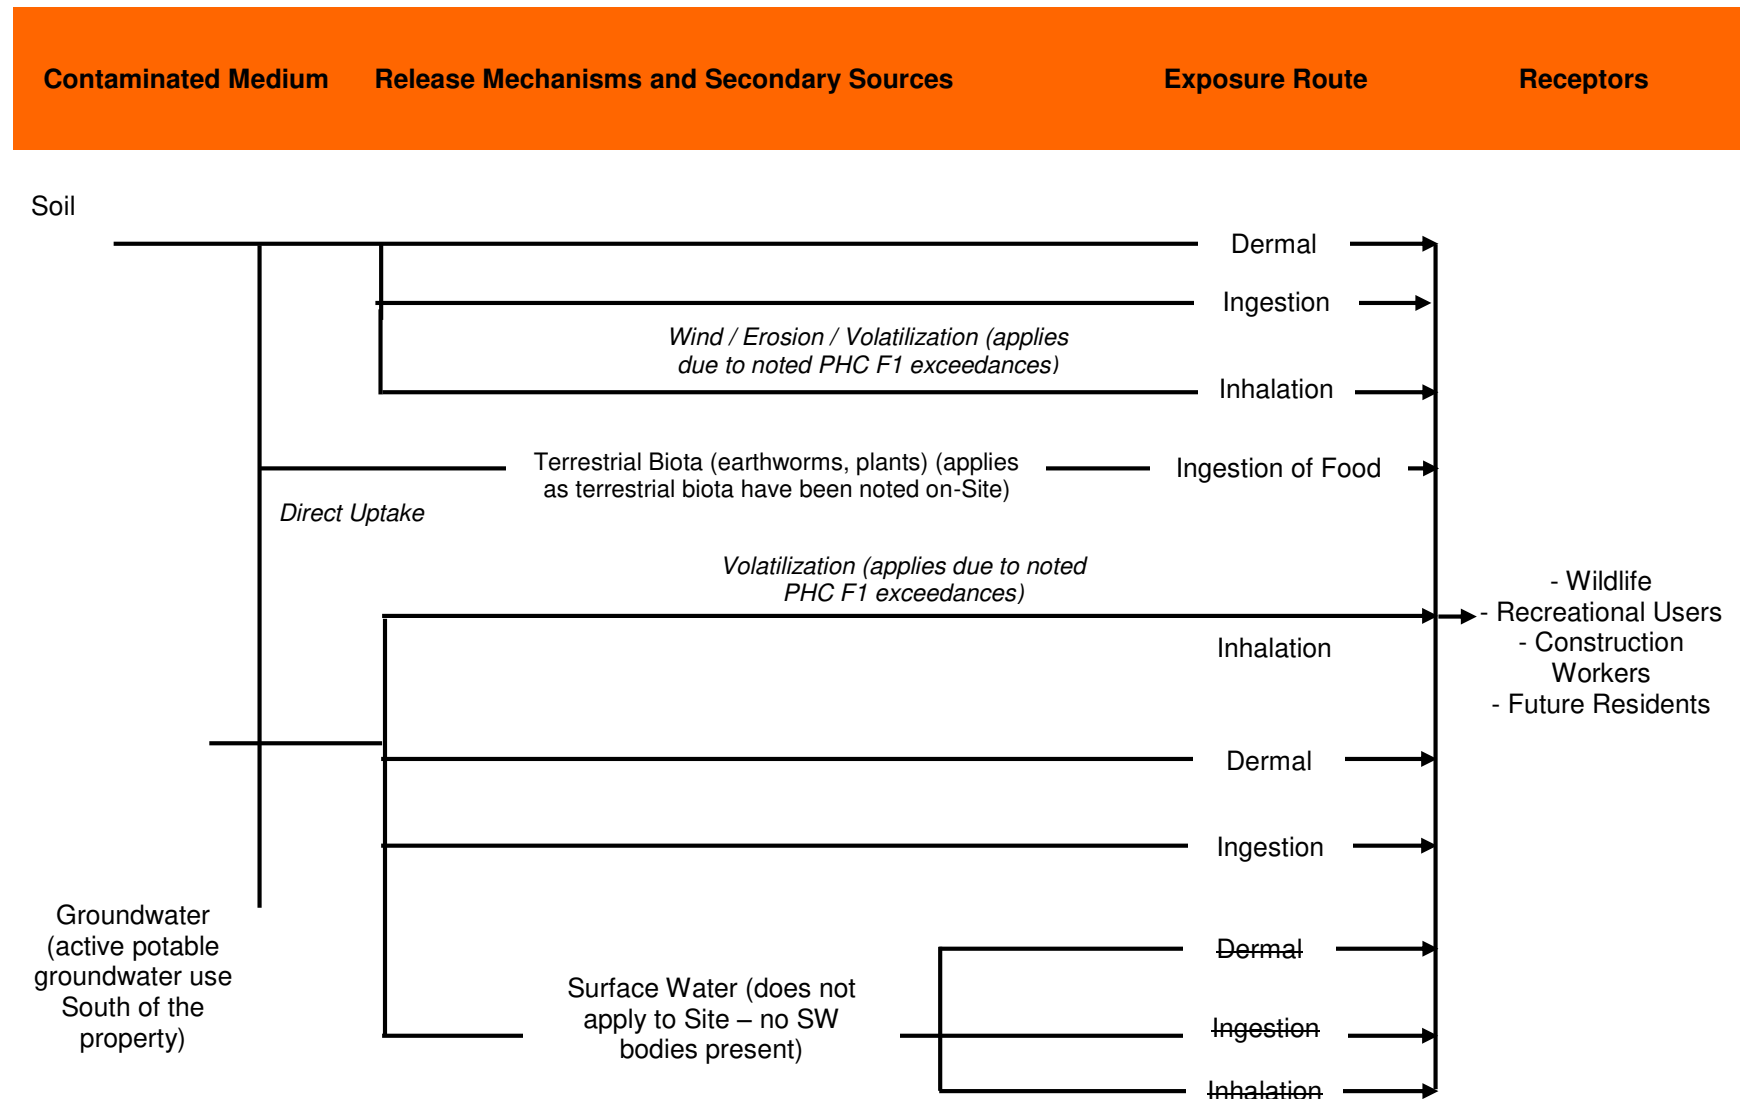 Contaminated Medium Release Mechanisms and Secondary Sources Exposure Route Receptors
Soil
Dermal
Ingestion
Wind / Erosion / Volatilization (applies
due to noted PHC F1 exceedances)
Inhalation
Terrestrial Biota (earthworms, plants) (applies
as terrestrial biota have been noted on-Site)
Ingestion of Food
Direct Uptake
Volatilization (applies due to noted
PHC F1 exceedances)
Inhalation
- Wildlife
- Recreational Users
- Construction
Workers
- Future Residents
Dermal
Ingestion
Groundwater
(active potable
groundwater use
South of the
property)
Surface Water (does not
apply to Site – no SW
bodies present)
Dermal
Ingestion
Inhalation